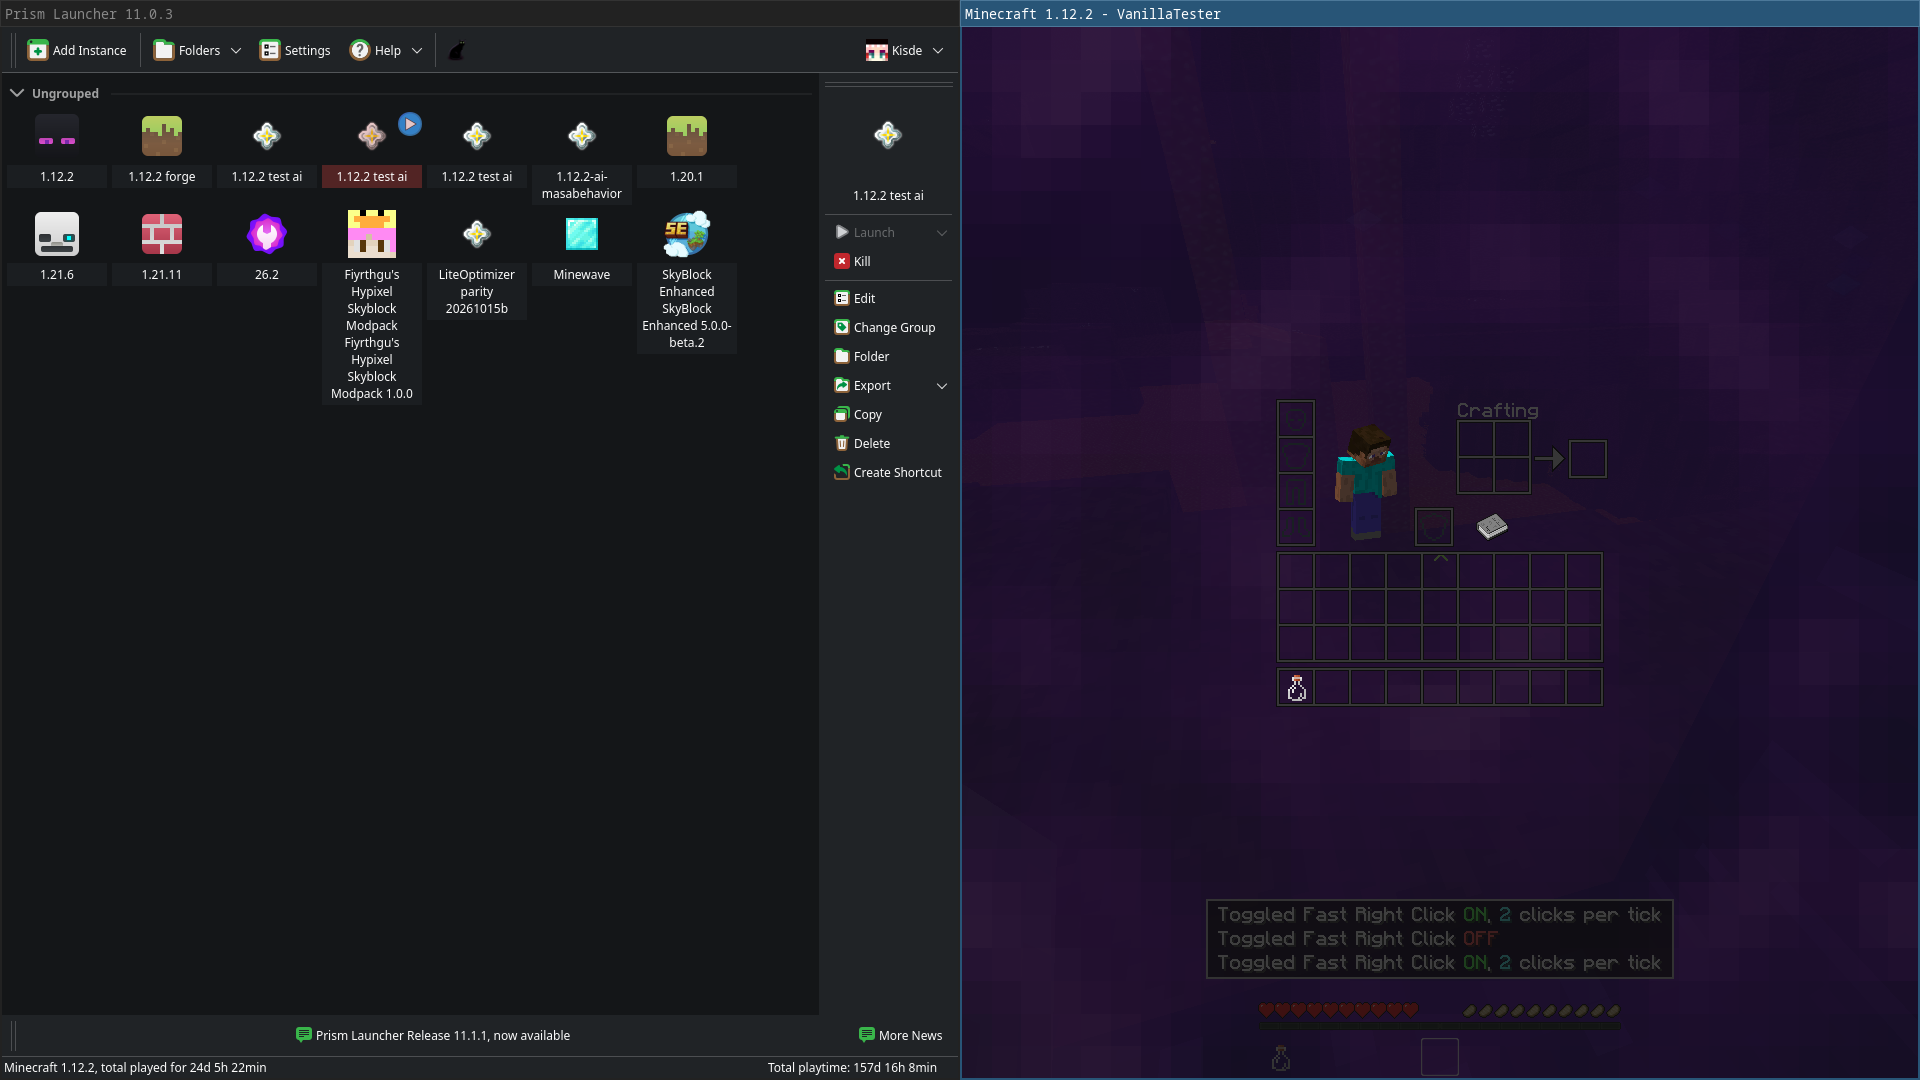 Prism Launcher 11.0.3
Add Instance
Folders
Settings
Help
Kisde
Ungrouped
1.12.2
1.12.2 forge
1.12.2 test ai
1.12.2 test ai
1.12.2 test ai
1.12.2-ai-
masabehavior
1.20.1
1.21.6
1.21.11
26.2
Fiyrthgu's
Hypixel
Skyblock
Modpack
Fiyrthgu's
Hypixel
Skyblock
Modpack 1.0.0
LiteOptimizer
parity
20261015b
Minewave
SE
SkyBlock
Enhanced
SkyBlock
Enhanced 5.0.0-
beta.2
1.12.2 test ai
Launch
Kill
Edit
Change Group
Folder
Export
Copy
Delete
Create Shortcut
Prism Launcher Release 11.1.1, now available
More News
Minecraft 1.12.2, total played for 24d 5h 22min
Total playtime: 157d 16h 8min
Minecraft 1.12.2 - VanillaTester
Crafting
Toggled Fast Right Click ON, 2 clicks per tick
Toggled Fast Right Click OFF
Toggled Fast Right Click ON, 2 clicks per tick